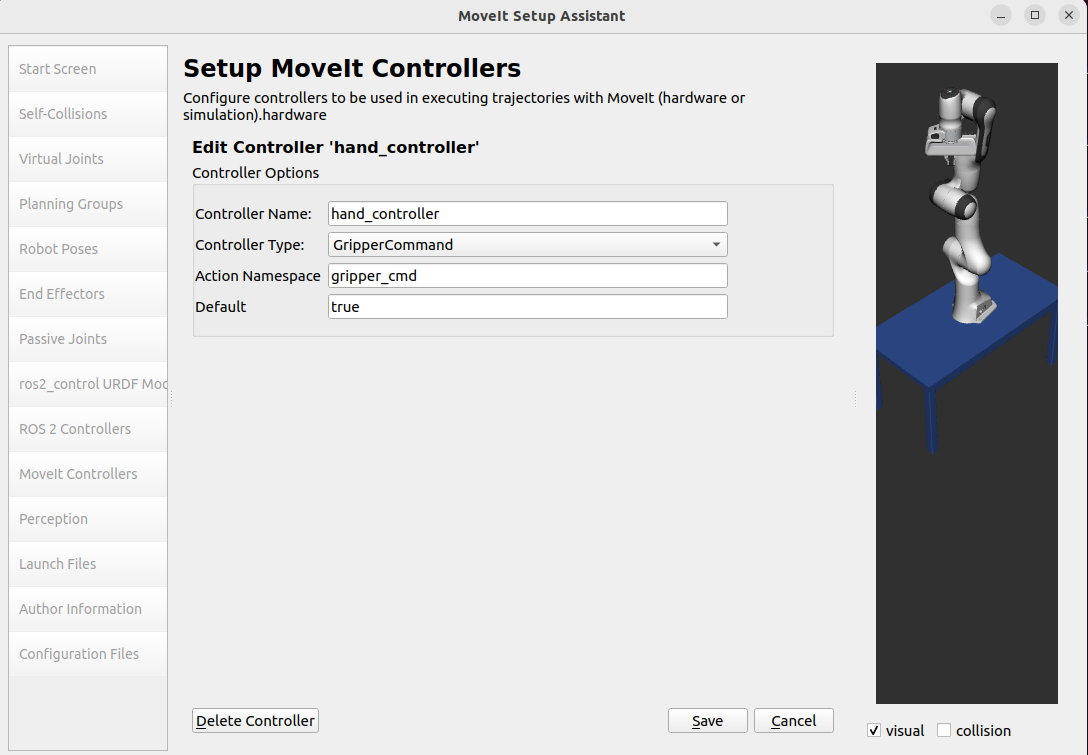 MoveIt Setup Assistant
Start Screen
Self-Collisions
Virtual Joints
Planning Groups
Robot Poses
End Effectors
Passive Joints
ros2_control URDF Moc
ROS 2 Controllers
MoveIt Controllers
Perception
Launch Files
Author Information
Configuration Files
Setup MoveIt Controllers
Configure controllers to be used in executing trajectories with MoveIt (hardware or
simulation).hardware
Edit Controller 'hand_controller'
Controller Options
Controller Name: hand_controller
Controller Type: GripperCommand
Action Namespace gripper_cmd
Default true
Delete Controller Save Cancel
visual collision